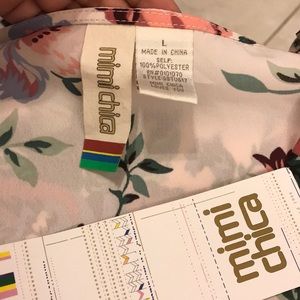 mimi chica
L
MADE IN CHINA
SELF:
100%POLYESTER
mimi
chica